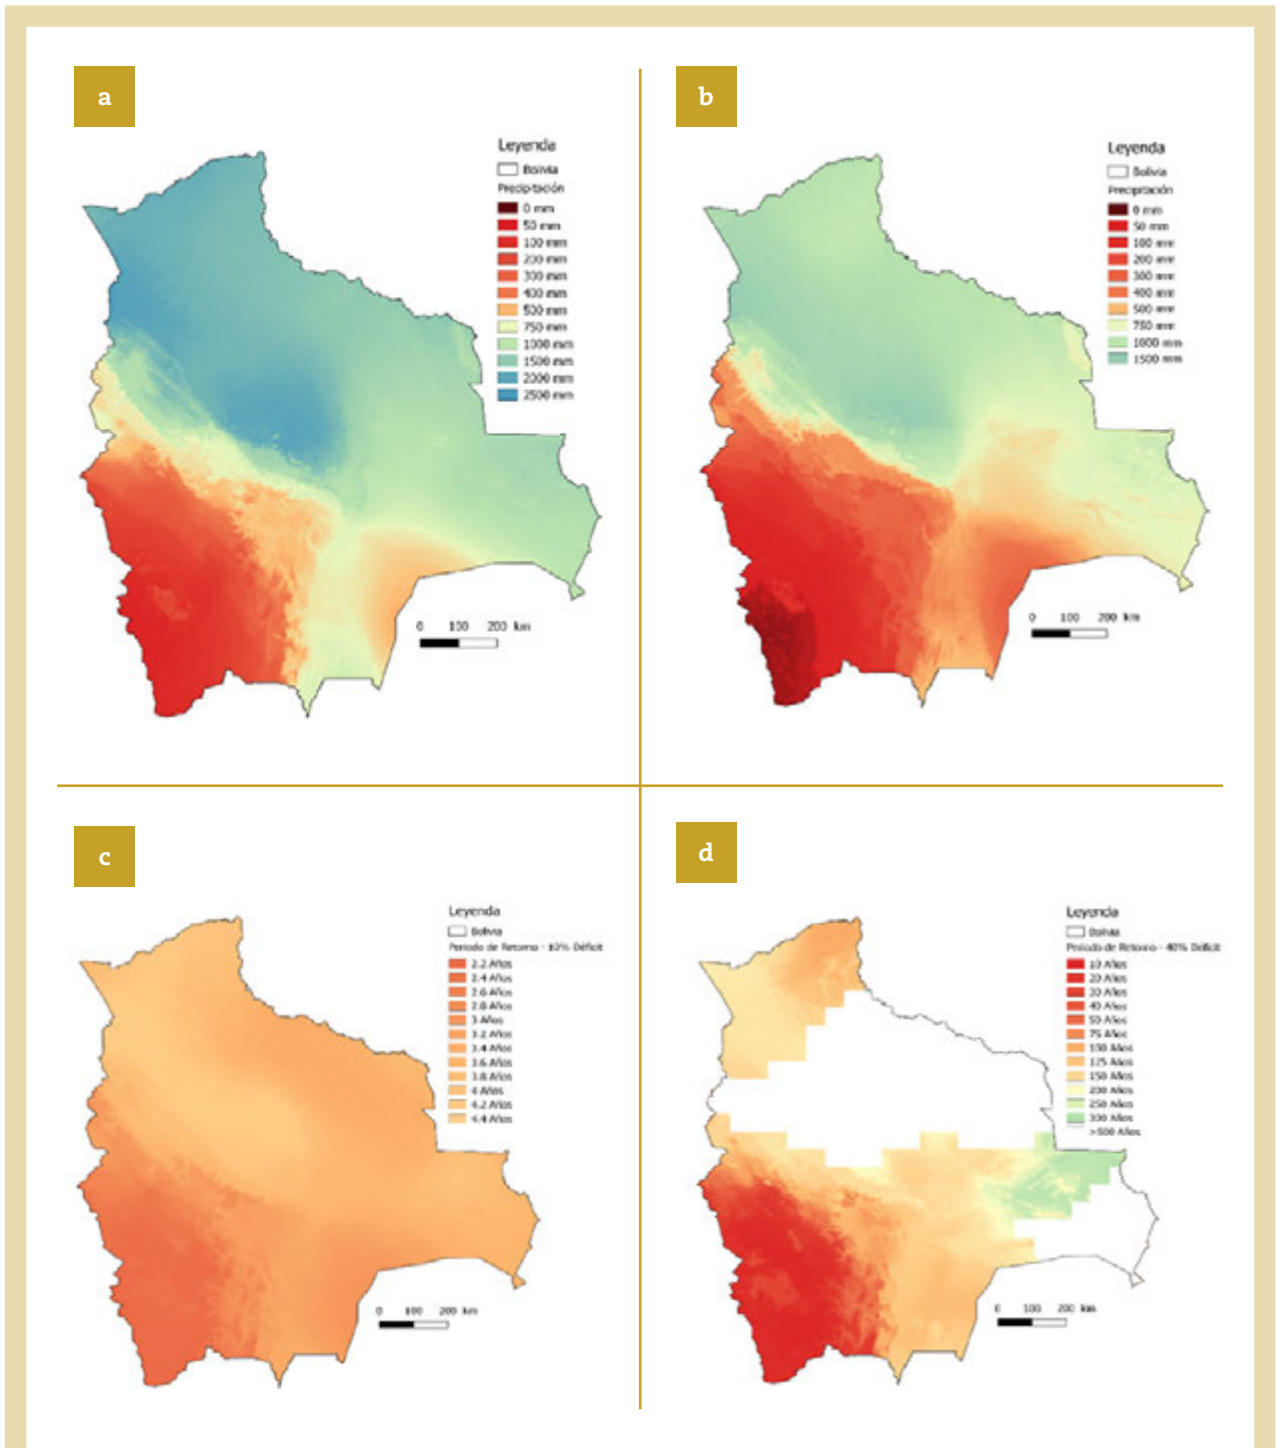 a
Leyenda
Bolivia
Precipitación
0 mm
50 mm
100 mm
200 mm
300 mm
400 mm
500 mm
750 mm
1000 mm
1500 mm
2000 mm
2500 mm
0 100 200 km
b
Leyenda
Bolivia
Precipitación
0 mm
50 mm
100 mm
200 mm
300 mm
400 mm
500 mm
750 mm
1000 mm
1500 mm
0 100 200 km
c
Leyenda
Bolivia
Periodo de Retorno - 10% Déficit
2.2 Años
2.4 Años
2.6 Años
2.8 Años
3 Años
3.2 Años
3.4 Años
3.6 Años
3.8 Años
4 Años
4.2 Años
4.4 Años
0 100 200 km
d
Leyenda
Bolivia
Periodo de Retorno - 40% Déficit
10 Años
20 Años
30 Años
40 Años
50 Años
75 Años
100 Años
125 Años
150 Años
200 Años
250 Años
300 Años
>500 Años
0 100 200 km